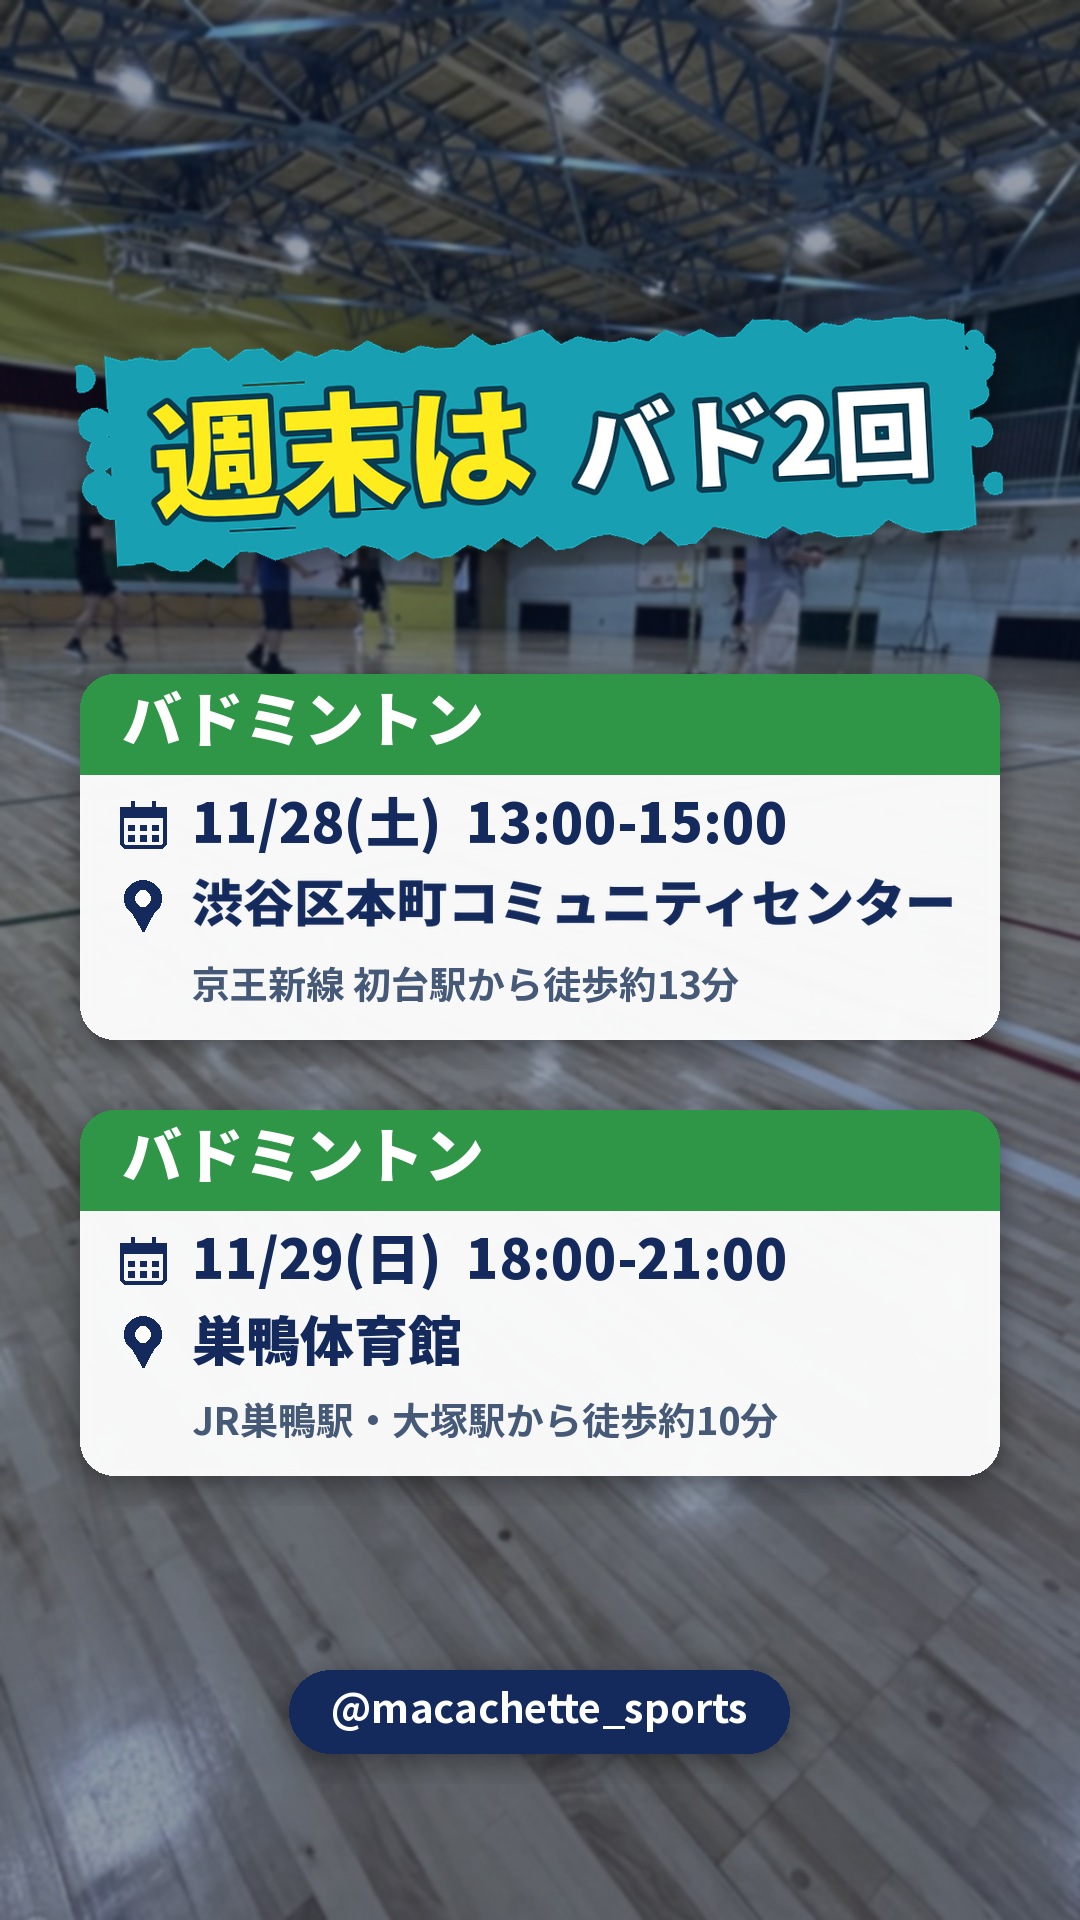 週末は バド2回
バドミントン
11/28(土) 13:00-15:00
渋谷区本町コミュニティセンター
京王新線 初台駅から徒歩約13分
バドミントン
11/29(日) 18:00-21:00
巣鴨体育館
JR巣鴨駅・大塚駅から徒歩約10分
@macachette_sports